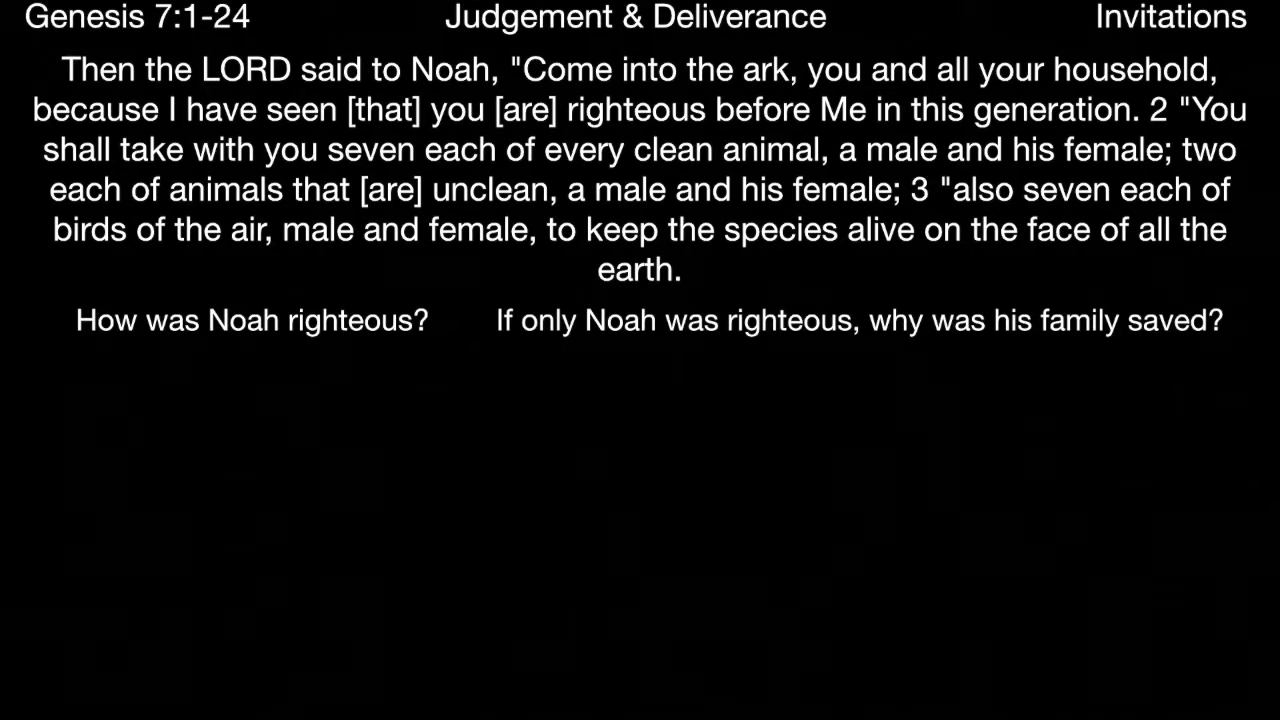 Genesis 7:1-24 Judgement & Deliverance Invitations
Then the LORD said to Noah, "Come into the ark, you and all your household,
because I have seen [that] you [are] righteous before Me in this generation. 2 "You
shall take with you seven each of every clean animal, a male and his female; two
each of animals that [are] unclean, a male and his female; 3 "also seven each of
birds of the air, male and female, to keep the species alive on the face of all the
earth.
How was Noah righteous? If only Noah was righteous, why was his family saved?